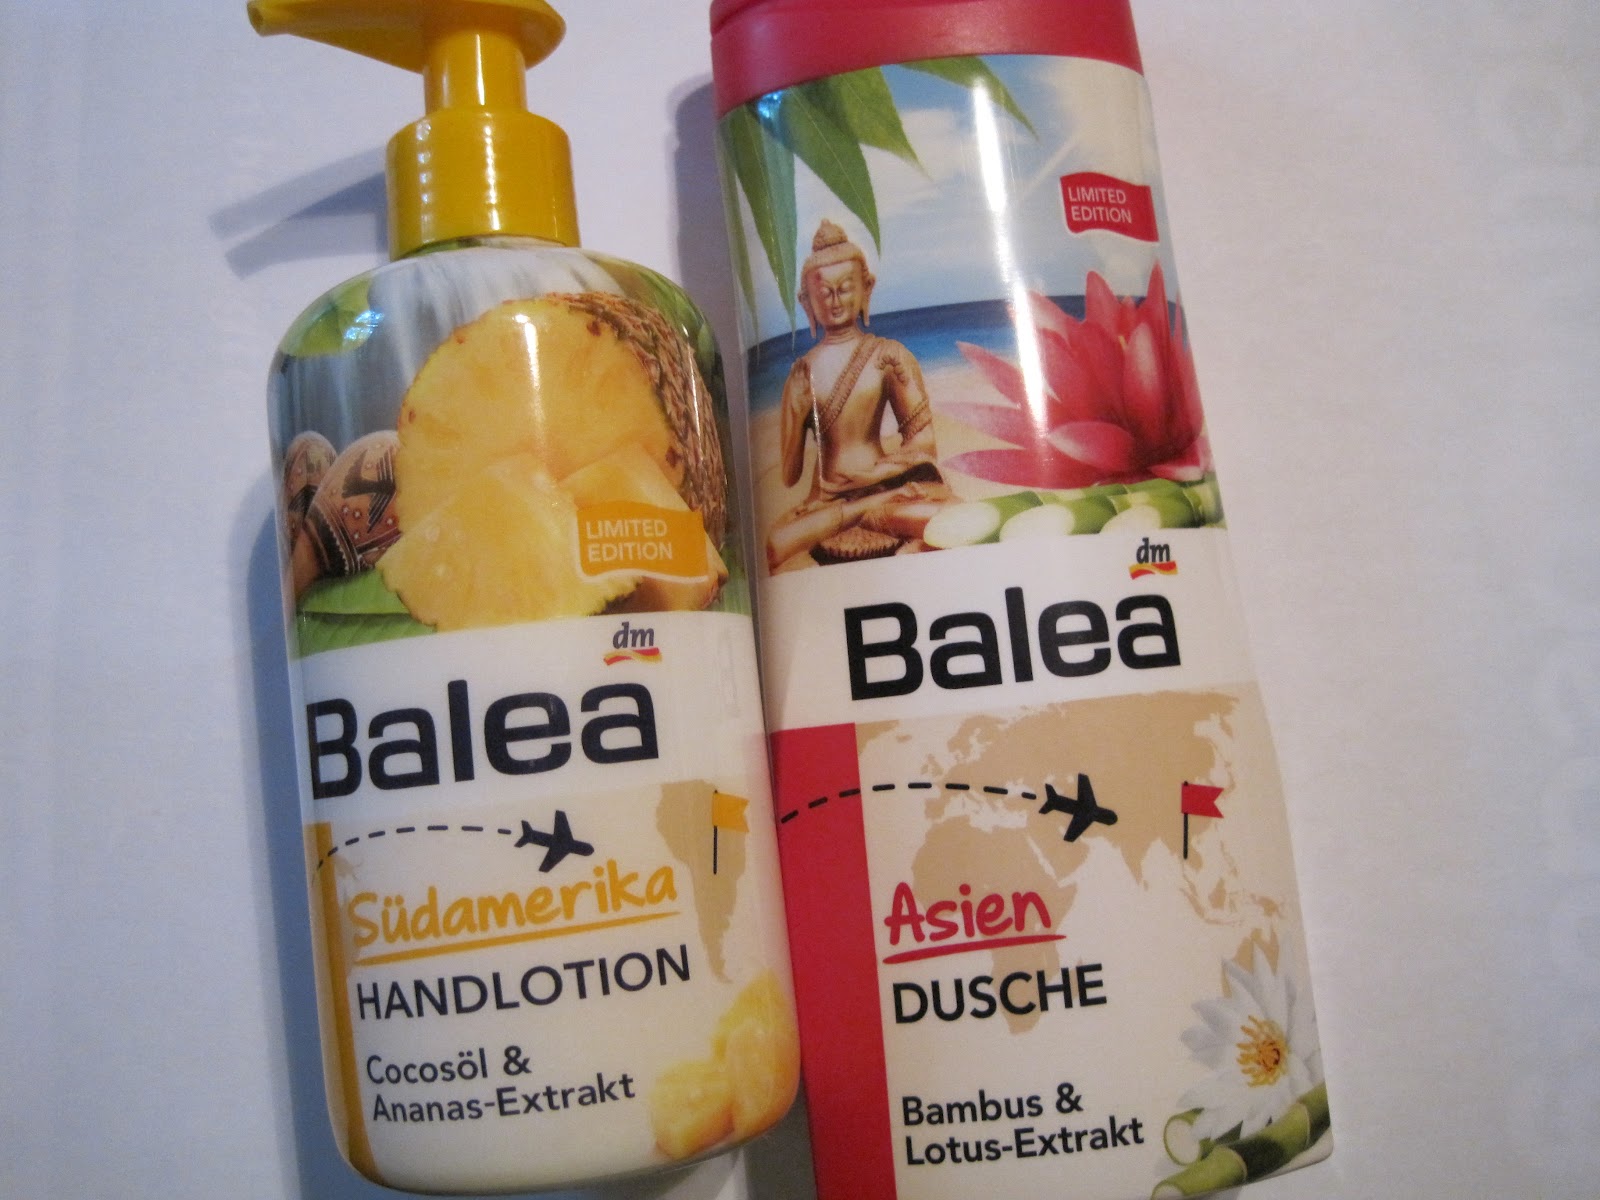 LIMITED
EDITION
dm
Balea
Südamerika
HANDLOTION
Cocosöl &
Ananas-Extrakt
LIMITED
EDITION
dm
Balea
Asien
DUSCHE
Bambus &
Lotus-Extrakt